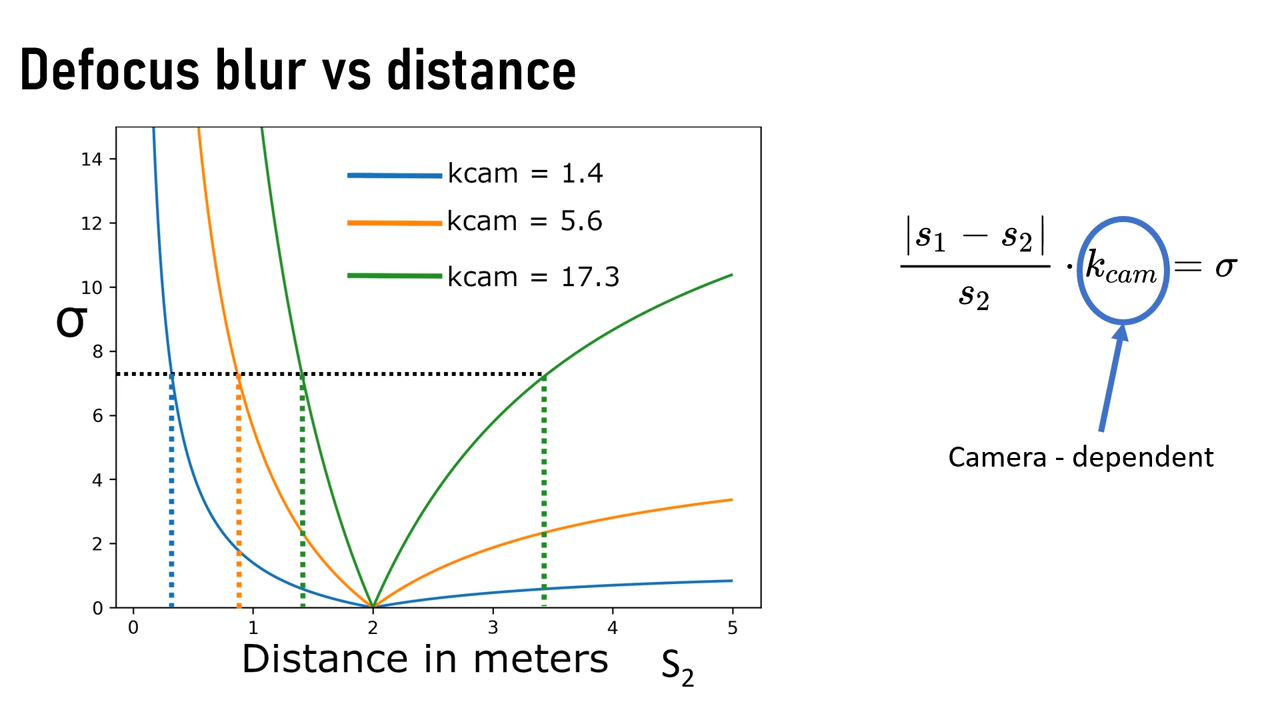 Defocus blur vs distance
14
12
10
8
6
4
2
0
σ
kcam = 1.4
kcam = 5.6
kcam = 17.3
0 1 2 3 4 5
Distance in meters S₂
|s₁ − s₂|
s₂
· k_cam = σ
Camera - dependent